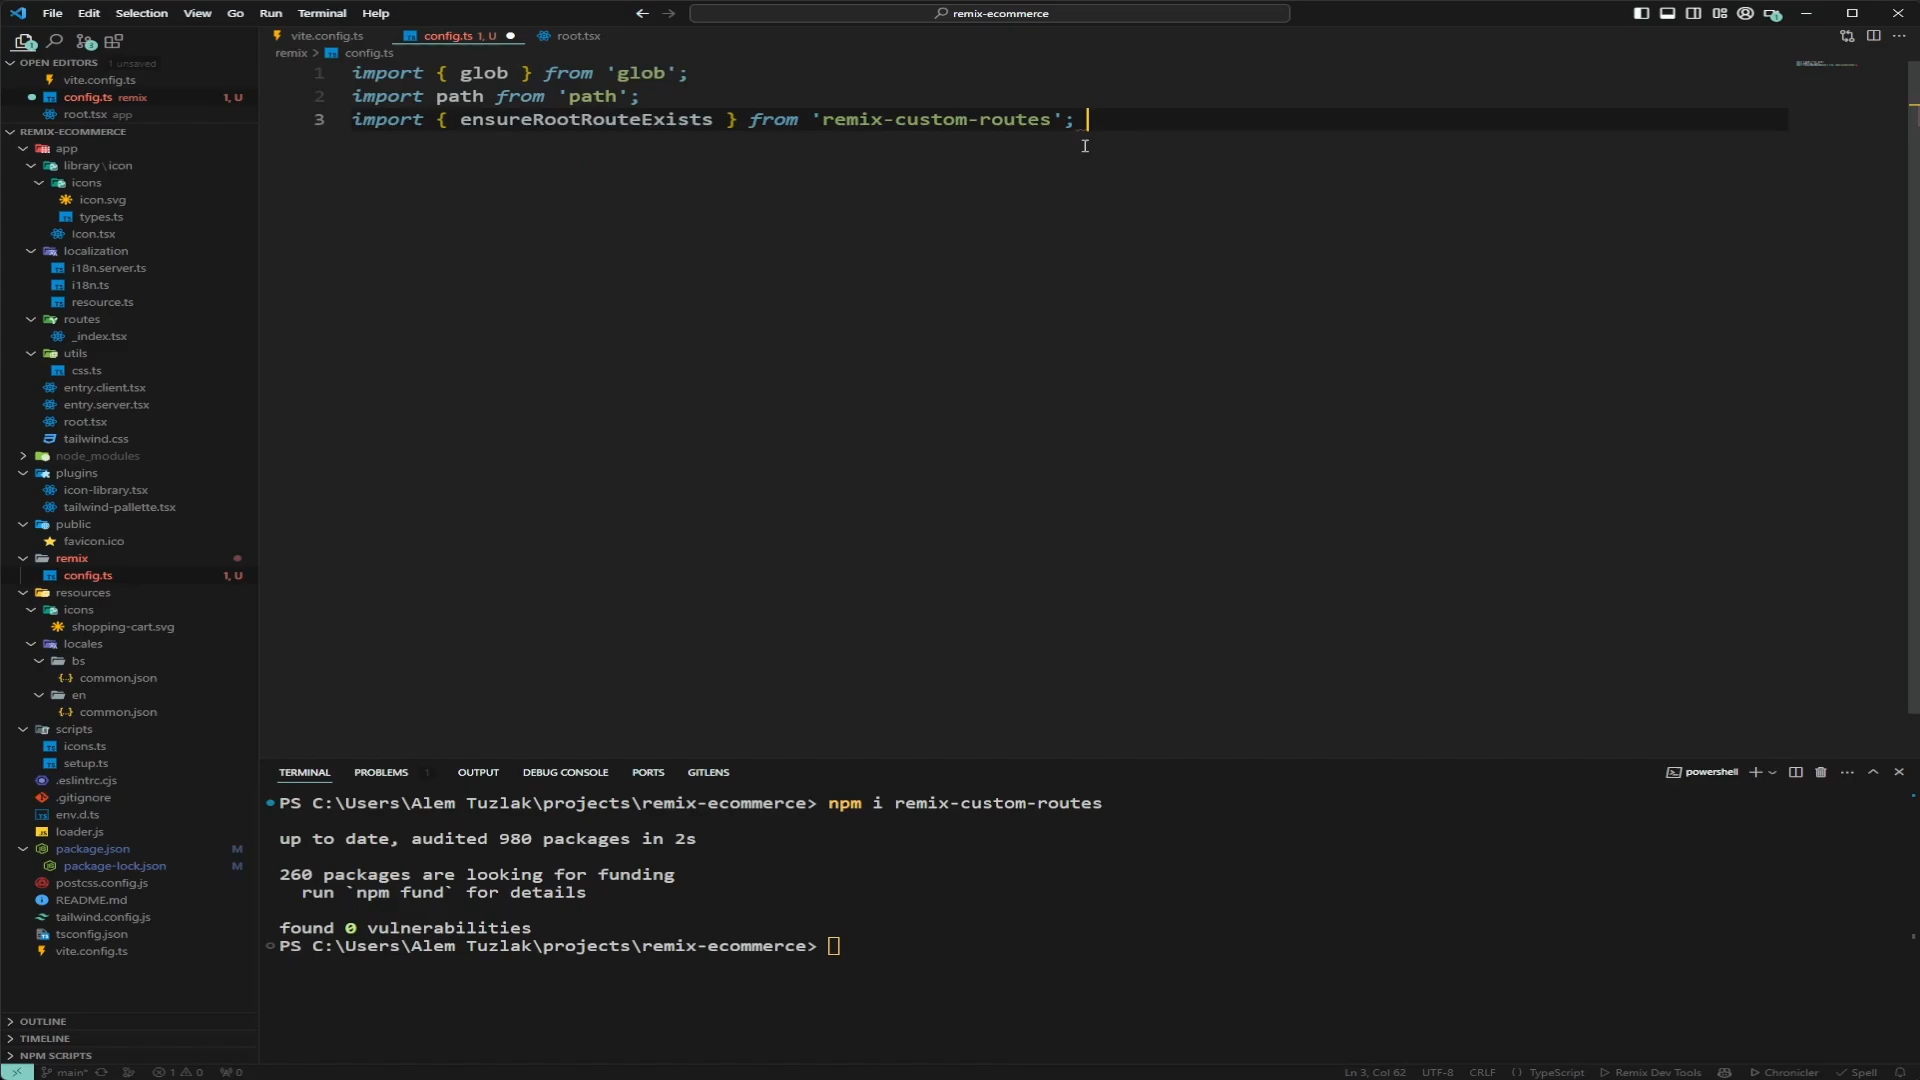 File Edit Selection View Go Run Terminal Help
remix-ecommerce
vite.config.ts config.ts 1, U root.tsx
OPEN EDITORS 1 unsaved
vite.config.ts
config.ts remix 1, U
root.tsx app
REMIX-ECOMMERCE
app
library\icon
icons
icon.svg
types.ts
Icon.tsx
localization
i18n.server.ts
i18n.ts
resource.ts
routes
_index.tsx
utils
css.ts
entry.client.tsx
entry.server.tsx
root.tsx
tailwind.css
node_modules
plugins
icon-library.tsx
tailwind-pallette.tsx
public
favicon.ico
remix
config.ts 1, U
resources
icons
shopping-cart.svg
locales
bs
common.json
en
common.json
scripts
icons.ts
setup.ts
.eslintrc.cjs
.gitignore
env.d.ts
loader.js
package.json M
package-lock.json M
postcss.config.js
README.md
tailwind.config.js
tsconfig.json
vite.config.ts
OUTLINE
TIMELINE
NPM SCRIPTS
remix > config.ts
1 import { glob } from 'glob';
2 import path from 'path';
3 import { ensureRootRouteExists } from 'remix-custom-routes';
TERMINAL PROBLEMS 1 OUTPUT DEBUG CONSOLE PORTS GITLENS
powershell
PS C:\Users\Alem Tuzlak\projects\remix-ecommerce> npm i remix-custom-routes
up to date, audited 980 packages in 2s
260 packages are looking for funding
run `npm fund` for details
found 0 vulnerabilities
PS C:\Users\Alem Tuzlak\projects\remix-ecommerce>
main* 1 0 0 Ln 3, Col 62 UTF-8 CRLF { } TypeScript Remix Dev Tools Chronicler Spell